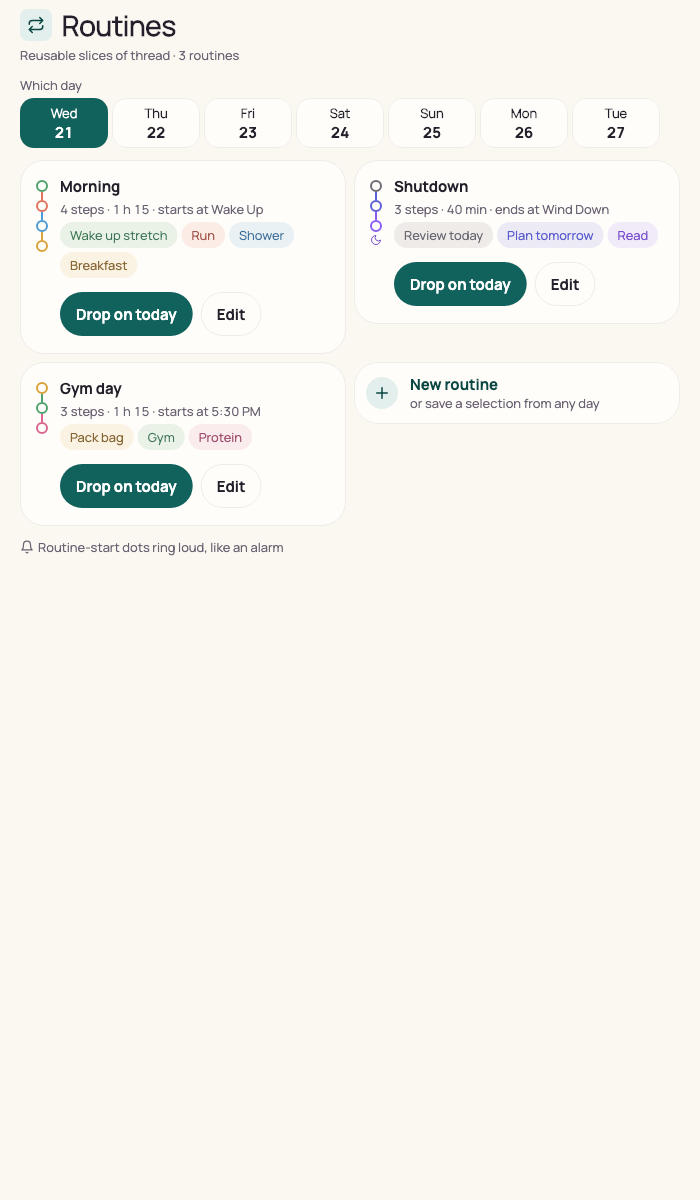 Routines
Reusable slices of thread · 3 routines
Which day
Wed Thu Fri Sat Sun Mon Tue
21 22 23 24 25 26 27
Morning
4 steps · 1 h 15 · starts at Wake Up
Wake up stretch Run Shower
Breakfast
Drop on today Edit
Shutdown
3 steps · 40 min · ends at Wind Down
Review today Plan tomorrow Read
Drop on today Edit
Gym day
3 steps · 1 h 15 · starts at 5:30 PM
Pack bag Gym Protein
Drop on today Edit
New routine
or save a selection from any day
Routine-start dots ring loud, like an alarm